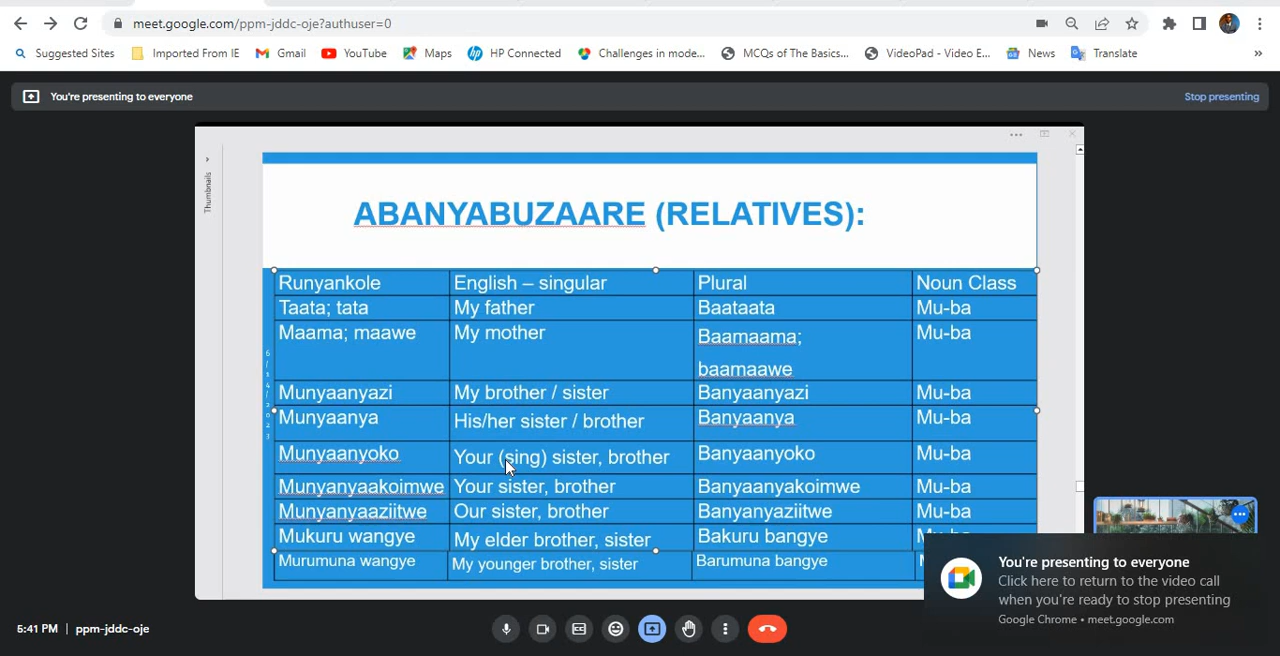 meet.google.com/ppm-jddc-oje?authuser=0
Suggested Sites Imported From IE Gmail YouTube Maps HP Connected Challenges in mode... MCQs of The Basics... VideoPad - Video E... News Translate »
You're presenting to everyone Stop presenting
Thumbnails
ABANYABUZAARE (RELATIVES):
Runyankole English – singular Plural Noun Class
Taata; tata My father Baataata Mu-ba
Maama; maawe My mother Baamaama; Mu-ba
baamaawe
Munyaanyazi My brother / sister Banyaanyazi Mu-ba
Munyaanya His/her sister / brother Banyaanya Mu-ba
Munyaanyoko Your (sing) sister, brother Banyaanyoko Mu-ba
Munyanyaakoimwe Your sister, brother Banyaanyakoimwe Mu-ba
Munyanyaaziitwe Our sister, brother Banyanyaziitwe Mu-ba
Mukuru wangye My elder brother, sister Bakuru bangye
Murumuna wangye My younger brother, sister Barumuna bangye
You're presenting to everyone
Click here to return to the video call
when you're ready to stop presenting
Google Chrome • meet.google.com
5:41 PM | ppm-jddc-oje